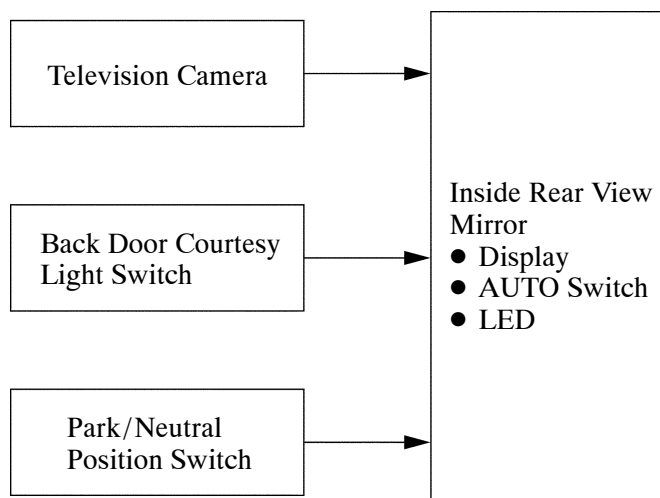 Television Camera
Back Door Courtesy
Light Switch
Park/Neutral
Position Switch
Inside Rear View
Mirror
● Display
● AUTO Switch
● LED